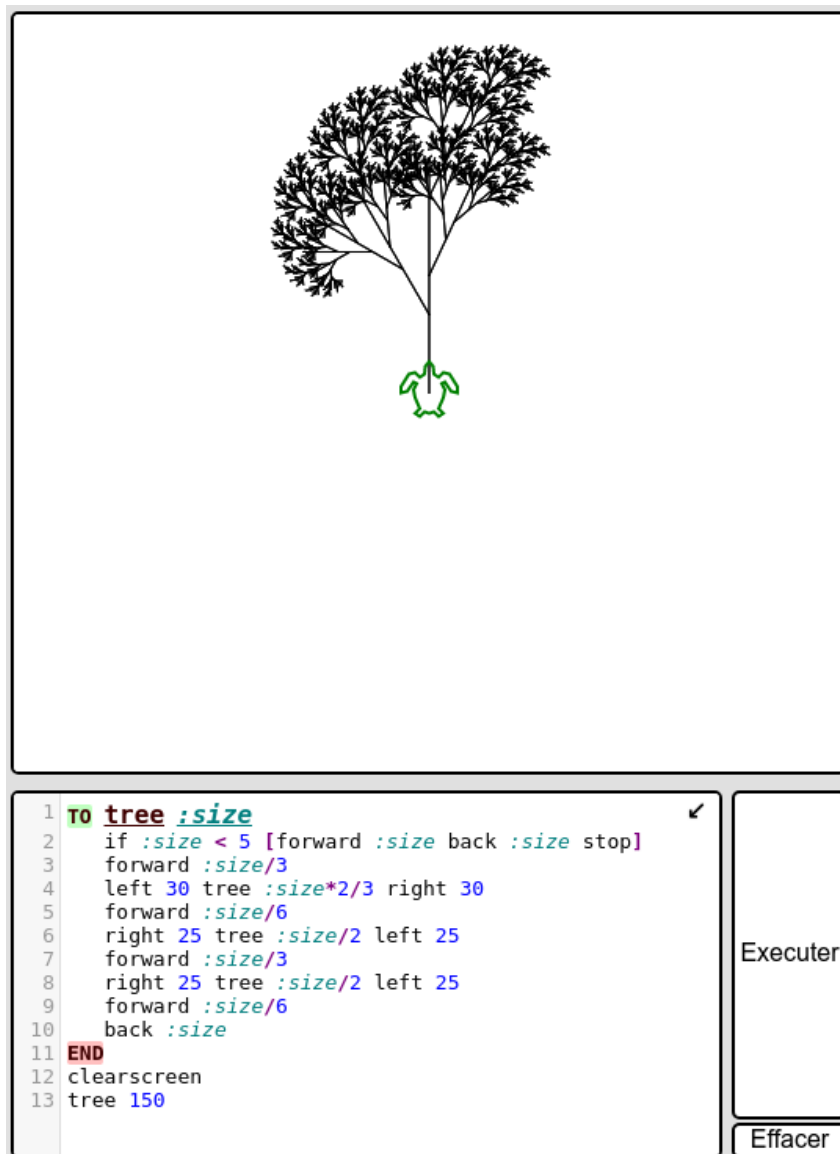 1 TO tree :size
2 if :size < 5 [forward :size back :size stop]
3 forward :size/3
4 left 30 tree :size*2/3 right 30
5 forward :size/6
6 right 25 tree :size/2 left 25
7 forward :size/3
8 right 25 tree :size/2 left 25
9 forward :size/6
10 back :size
11 END
12 clearscreen
13 tree 150
Executer
Effacer